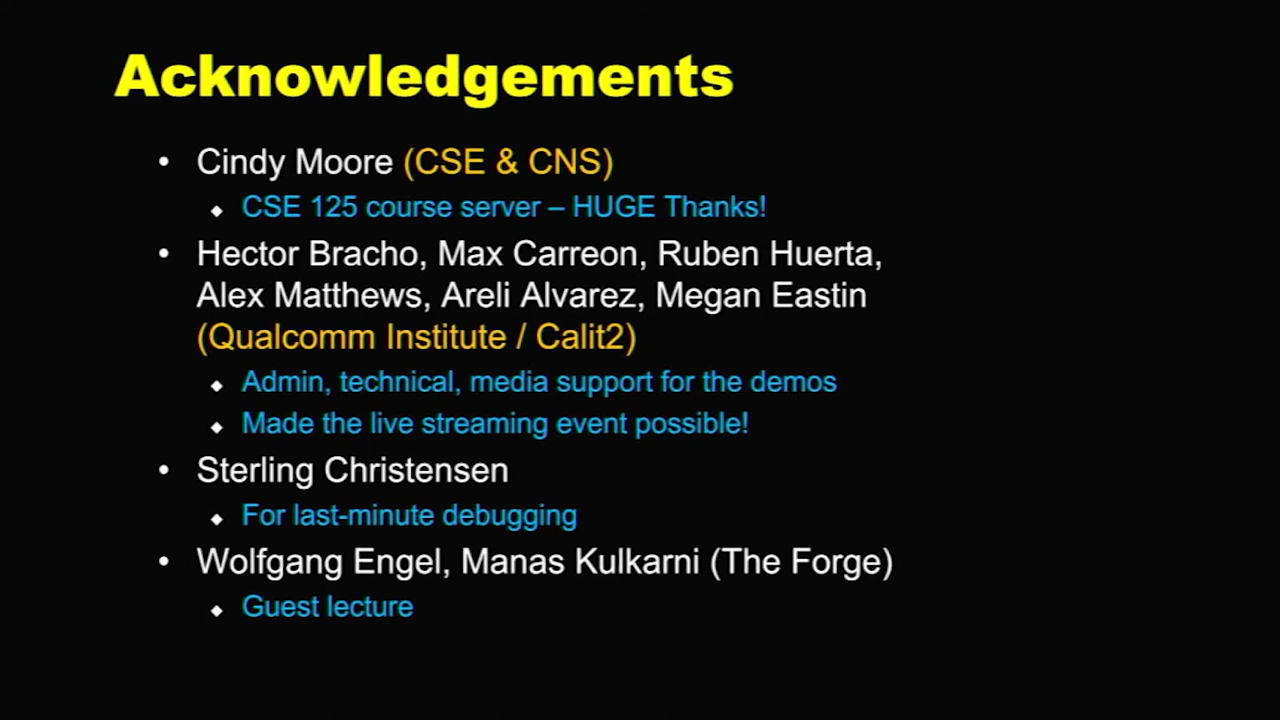 Acknowledgements
• Cindy Moore (CSE & CNS)
◆ CSE 125 course server – HUGE Thanks!
• Hector Bracho, Max Carreon, Ruben Huerta,
Alex Matthews, Areli Alvarez, Megan Eastin
(Qualcomm Institute / Calit2)
◆ Admin, technical, media support for the demos
◆ Made the live streaming event possible!
• Sterling Christensen
◆ For last-minute debugging
• Wolfgang Engel, Manas Kulkarni (The Forge)
◆ Guest lecture